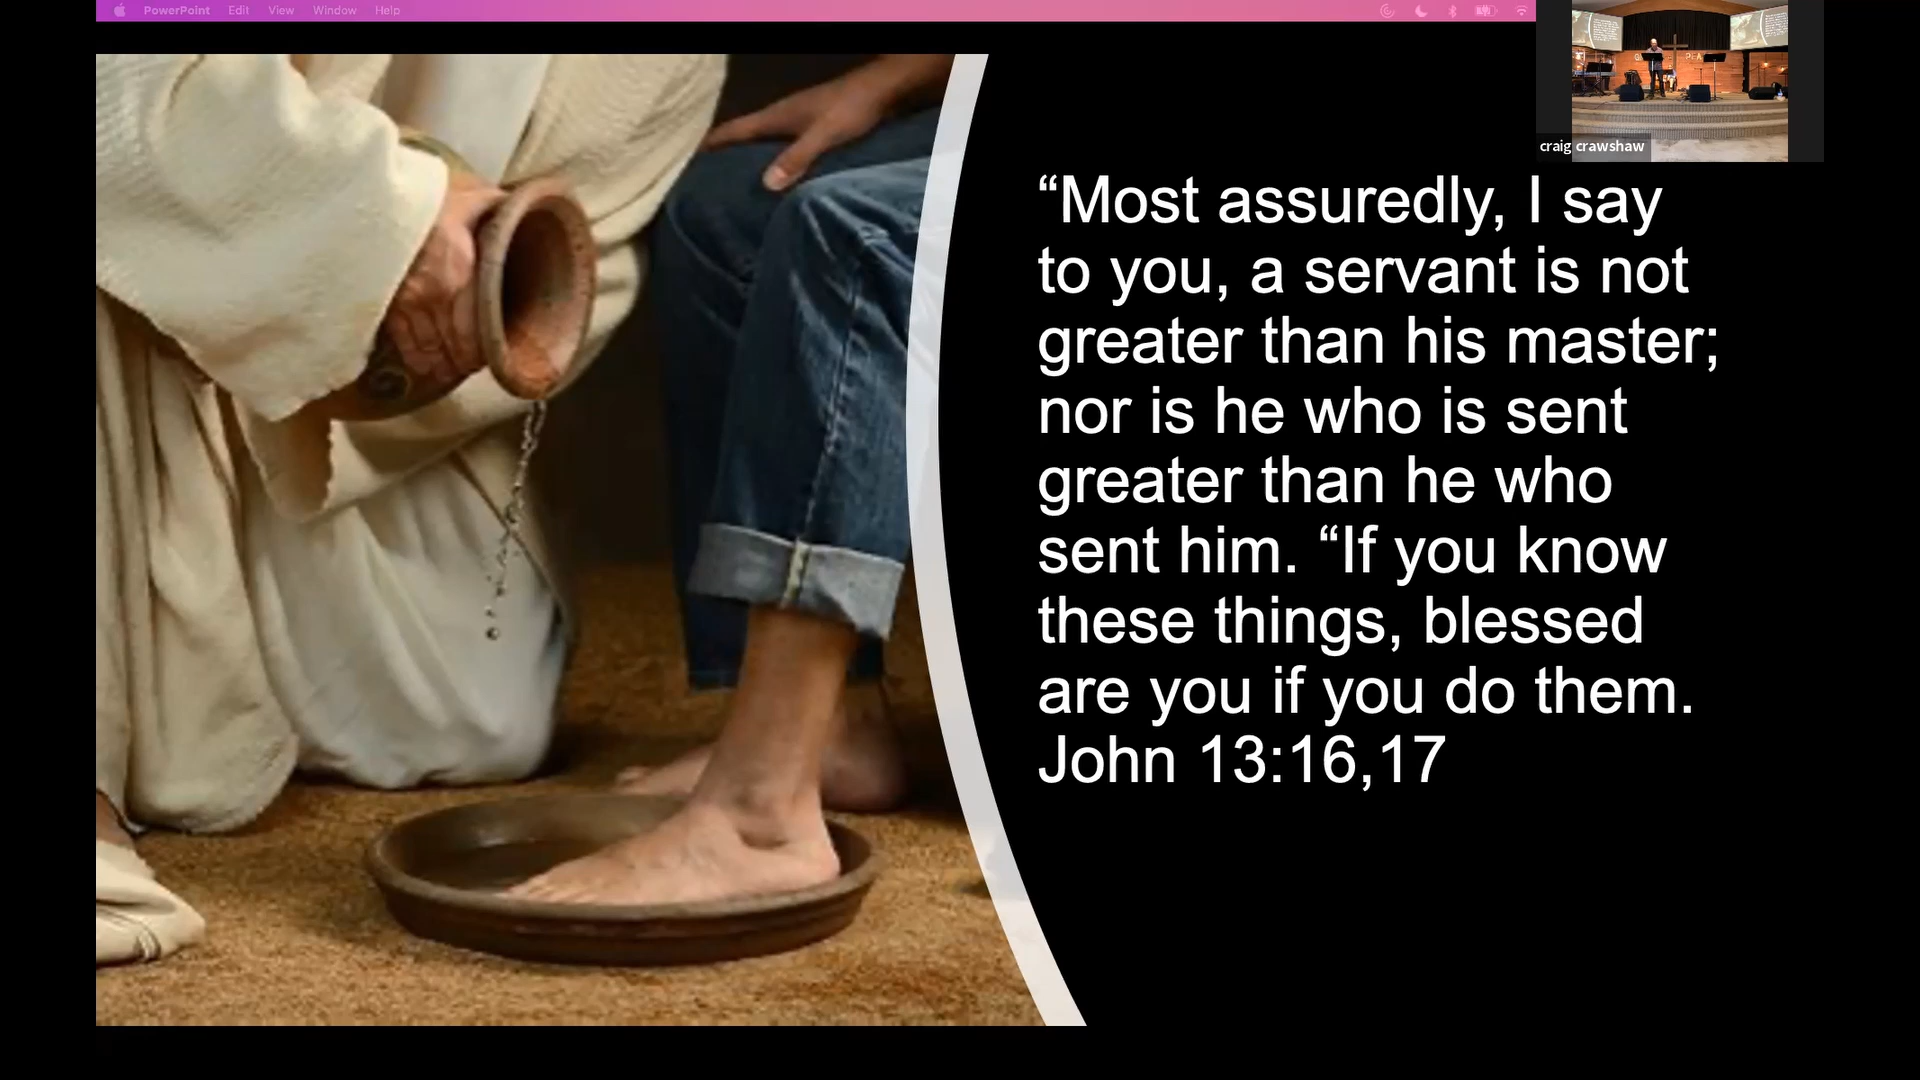 PowerPoint Edit View Window Help
craig crawshaw
“Most assuredly, I say
to you, a servant is not
greater than his master;
nor is he who is sent
greater than he who
sent him. “If you know
these things, blessed
are you if you do them.
John 13:16,17